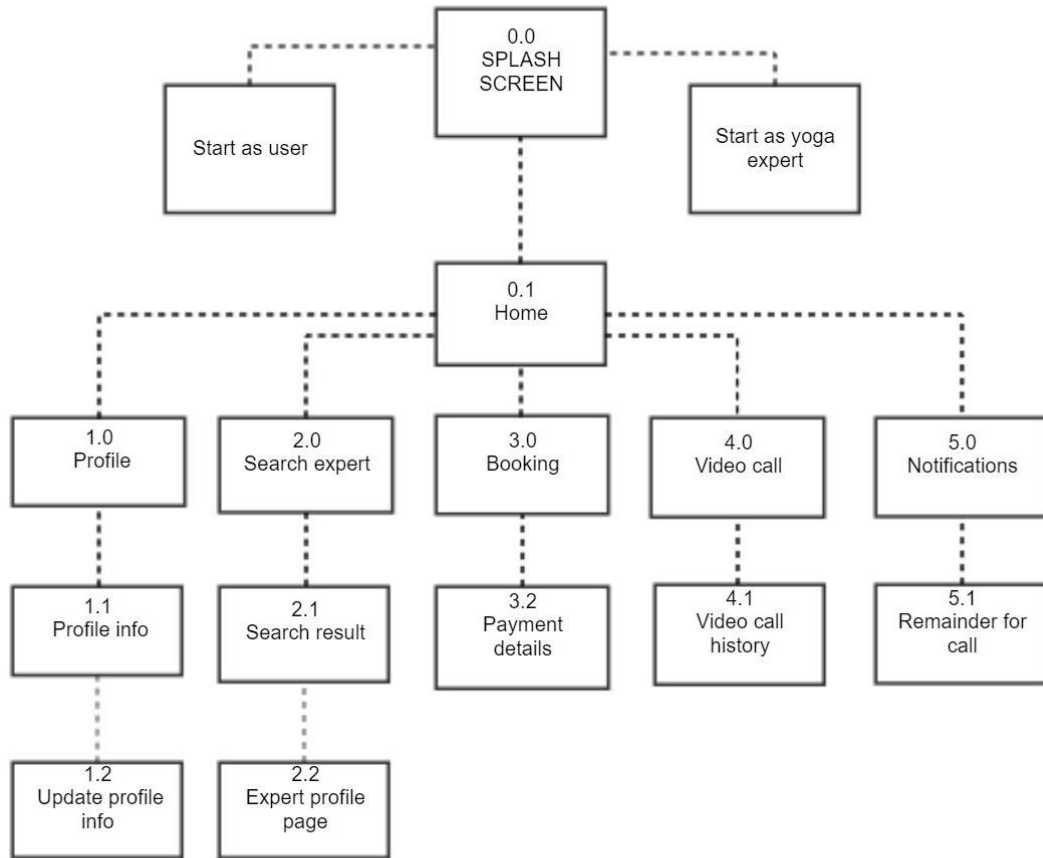 0.0
SPLASH
SCREEN
Start as user
Start as yoga
expert
0.1
Home
1.0
Profile
2.0
Search expert
3.0
Booking
4.0
Video call
5.0
Notifications
1.1
Profile info
2.1
Search result
3.2
Payment
details
4.1
Video call
history
5.1
Remainder for
call
1.2
Update profile
info
2.2
Expert profile
page